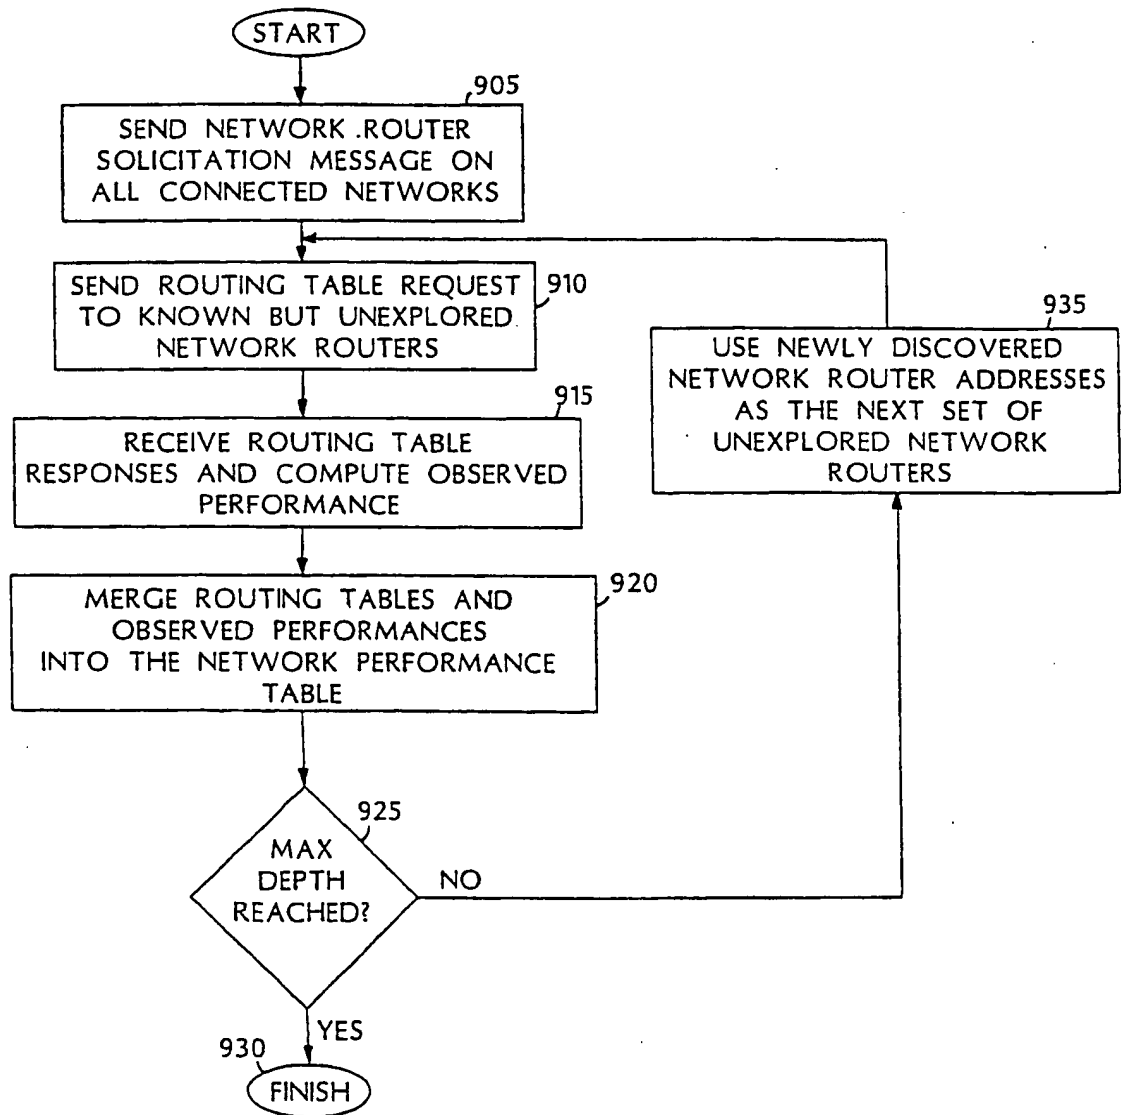 START
905
SEND NETWORK .ROUTER
SOLICITATION MESSAGE ON
ALL CONNECTED NETWORKS
SEND ROUTING TABLE REQUEST
TO KNOWN BUT UNEXPLORED
NETWORK ROUTERS
910
935
USE NEWLY DISCOVERED
NETWORK ROUTER ADDRESSES
AS THE NEXT SET OF
UNEXPLORED NETWORK
ROUTERS
915
RECEIVE ROUTING TABLE
RESPONSES AND COMPUTE OBSERVED
PERFORMANCE
920
MERGE ROUTING TABLES AND
OBSERVED PERFORMANCES
INTO THE NETWORK PERFORMANCE
TABLE
925
MAX
DEPTH
REACHED?
NO
YES
930
FINISH